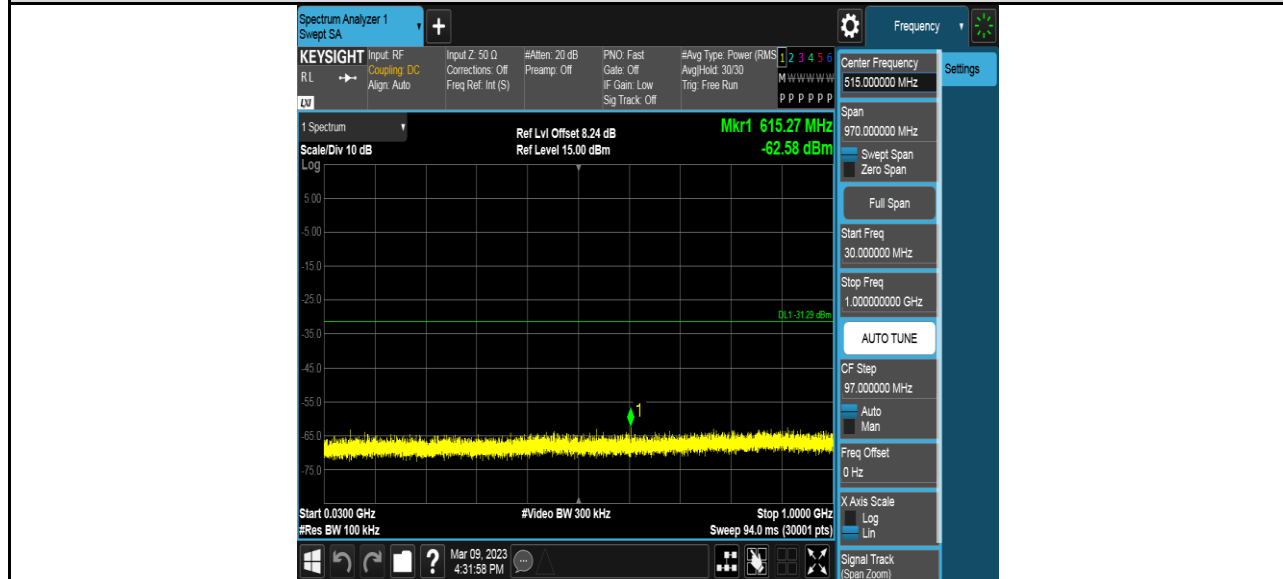 Spectrum Analyzer 1
Swept SA
+
Frequency
KEYSIGHT
RL
LXI
Input: RF
Coupling: DC
Align: Auto
Input Z: 50 Ω
Corrections: Off
Freq Ref: Int (S)
#Atten: 20 dB
Preamp: Off
PNO: Fast
Gate: Off
IF Gain: Low
Sig Track: Off
#Avg Type: Power (RMS
Avg|Hold: 30/30
Trig: Free Run
1 2 3 4 5 6
M W W W W W
P P P P P P
1 Spectrum
Scale/Div 10 dB
Log
Ref Lvl Offset 8.24 dB
Ref Level 15.00 dBm
Mkr1 615.27 MHz
-62.58 dBm
5.00
-5.00
-15.0
-25.0
DL1 -31.29 dBm
-35.0
-45.0
-55.0
1
-65.0
-75.0
Start 0.0300 GHz
#Res BW 100 kHz
#Video BW 300 kHz
Stop 1.0000 GHz
Sweep 94.0 ms (30001 pts)
?
Mar 09, 2023
4:31:58 PM
Center Frequency
515.000000 MHz
Settings
Span
970.000000 MHz
Swept Span
Zero Span
Full Span
Start Freq
30.000000 MHz
Stop Freq
1.000000000 GHz
AUTO TUNE
CF Step
97.000000 MHz
Auto
Man
Freq Offset
0 Hz
X Axis Scale
Log
Lin
Signal Track
(Span Zoom)